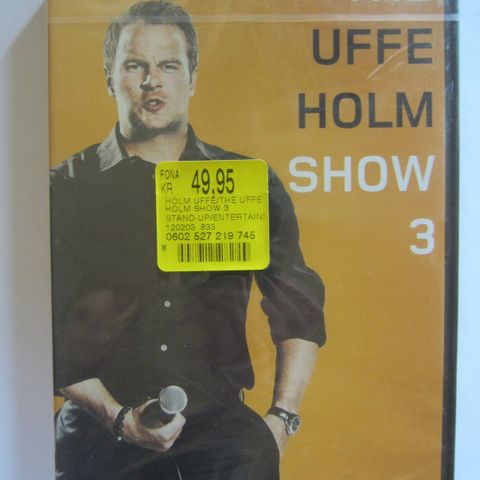 THE
UFFE
HOLM
SHOW
3
FONA
KR 49.95
HOLM UFFE/THE UFFE
HOLM SHOW 3
STAND-UP/ENTERTAIN
120203 833
0602 527 219 745